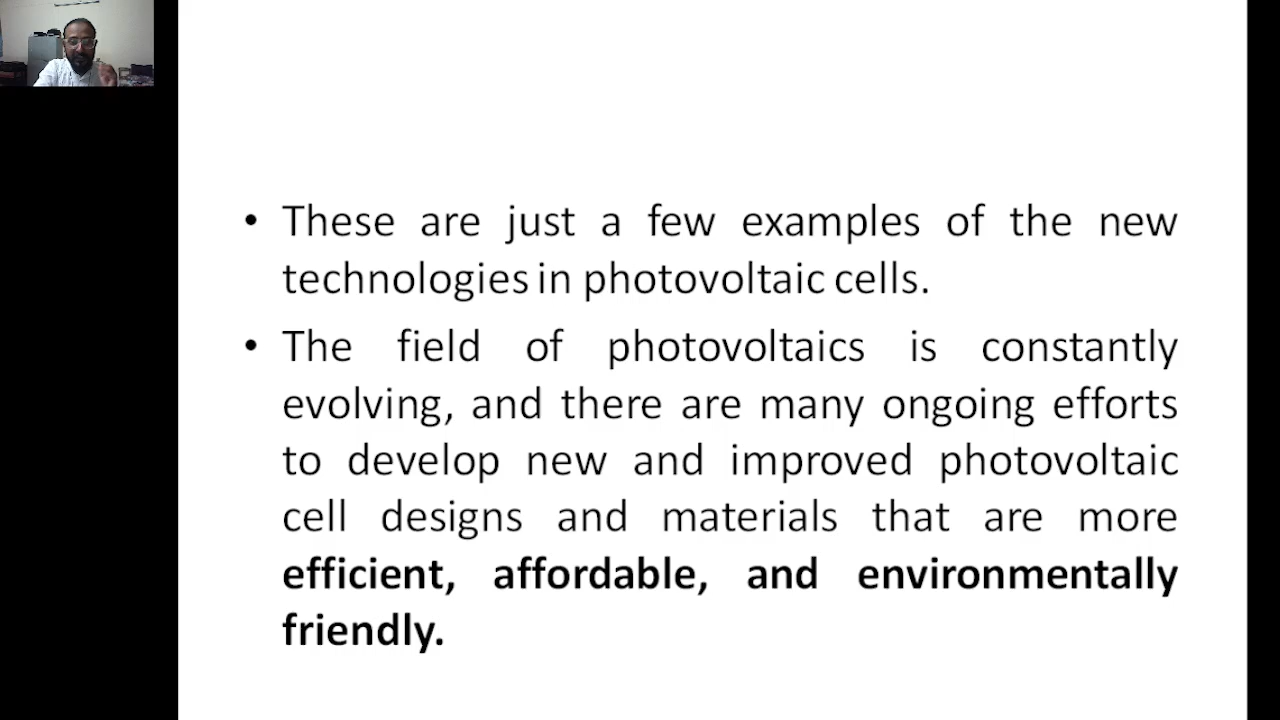 • These are just a few examples of the new
technologies in photovoltaic cells.
• The field of photovoltaics is constantly
evolving, and there are many ongoing efforts
to develop new and improved photovoltaic
cell designs and materials that are more
efficient, affordable, and environmentally
friendly.